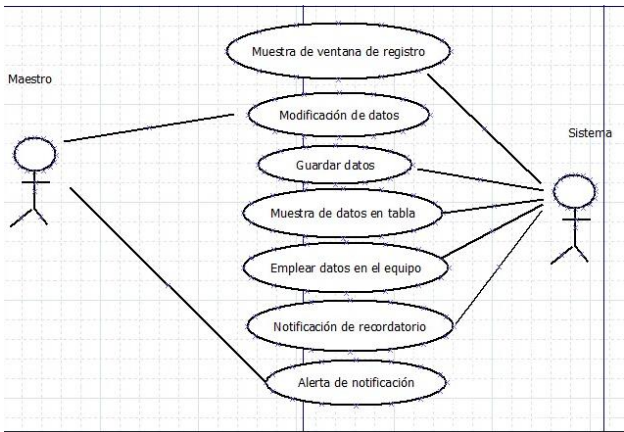 Muestra de ventana de registro
Maestro
Modificación de datos
Sistema
Guardar datos
Muestra de datos en tabla
Emplear datos en el equipo
Notificación de recordatorio
Alerta de notificación